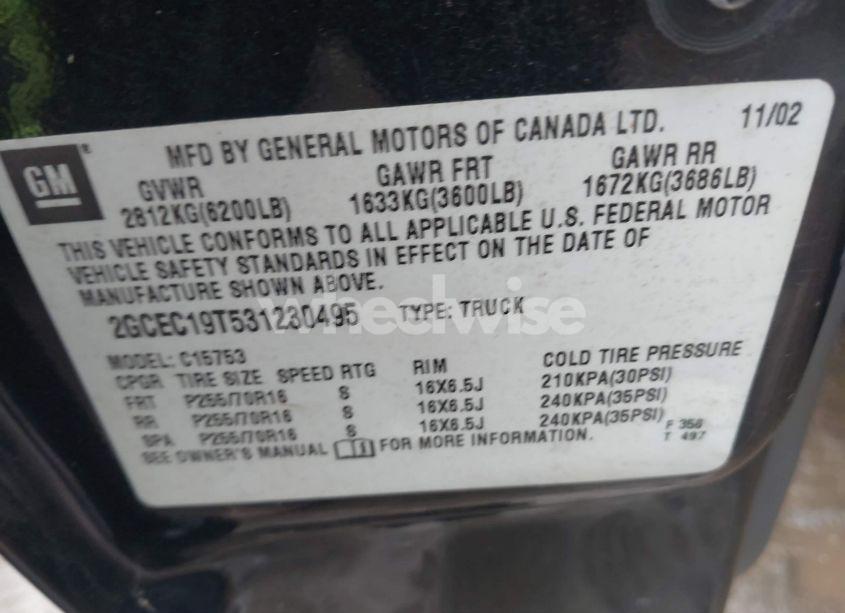 MFD BY GENERAL MOTORS OF CANADA LTD. 11/02
GM®
GVWR GAWR FRT GAWR RR
2812KG(6200LB) 1633KG(3600LB) 1672KG(3686LB)
THIS VEHICLE CONFORMS TO ALL APPLICABLE U.S. FEDERAL MOTOR
VEHICLE SAFETY STANDARDS IN EFFECT ON THE DATE OF
MANUFACTURE SHOWN ABOVE.
wheelwise
2GCEC19T531230495 TYPE: TRUCK
MODEL: C15753
CPGR TIRE SIZE SPEED RTG RIM COLD TIRE PRESSURE
FRT P255/70R16 S 16X6.5J 210KPA(30PSI)
RR P255/70R16 S 16X6.5J 240KPA(35PSI)
SPA P255/70R16 S 16X6.5J 240KPA(35PSI)
SEE OWNER'S MANUAL FOR MORE INFORMATION.
F 356
T 497